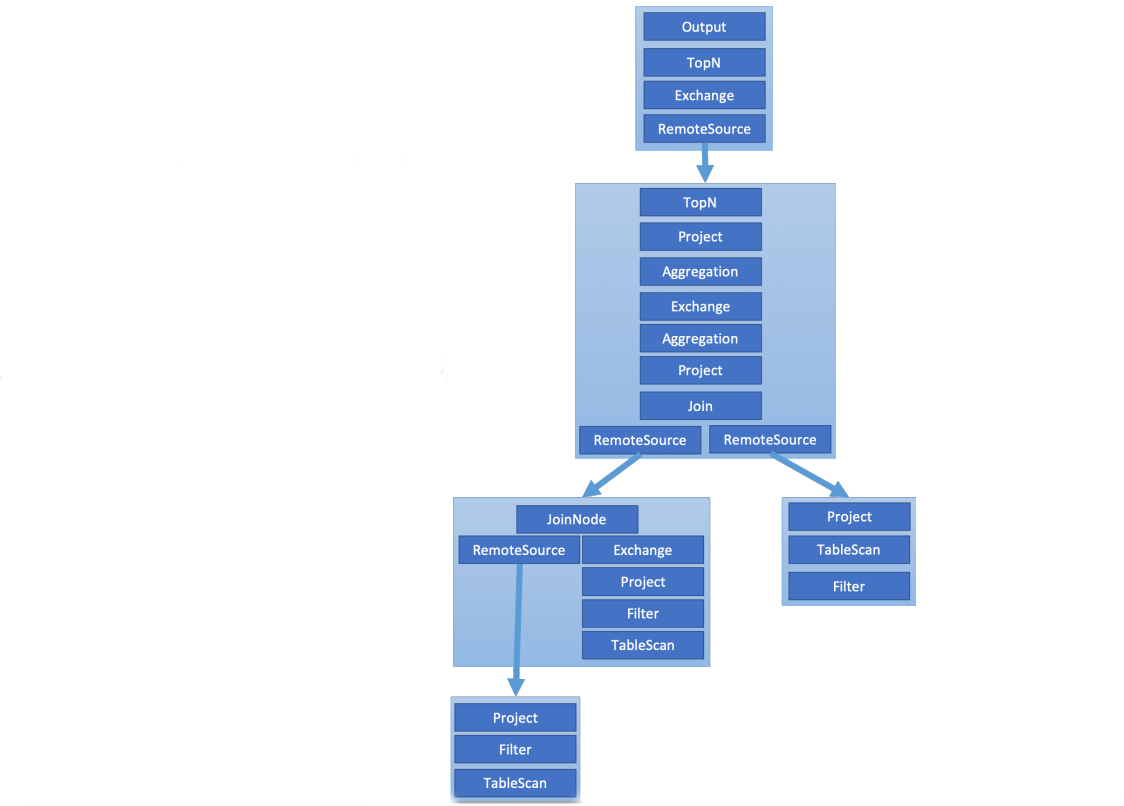 Output
TopN
Exchange
RemoteSource
TopN
Project
Aggregation
Exchange
Aggregation
Project
Join
RemoteSource RemoteSource
JoinNode
RemoteSource Exchange
Project
Filter
TableScan
Project
TableScan
Filter
Project
Filter
TableScan